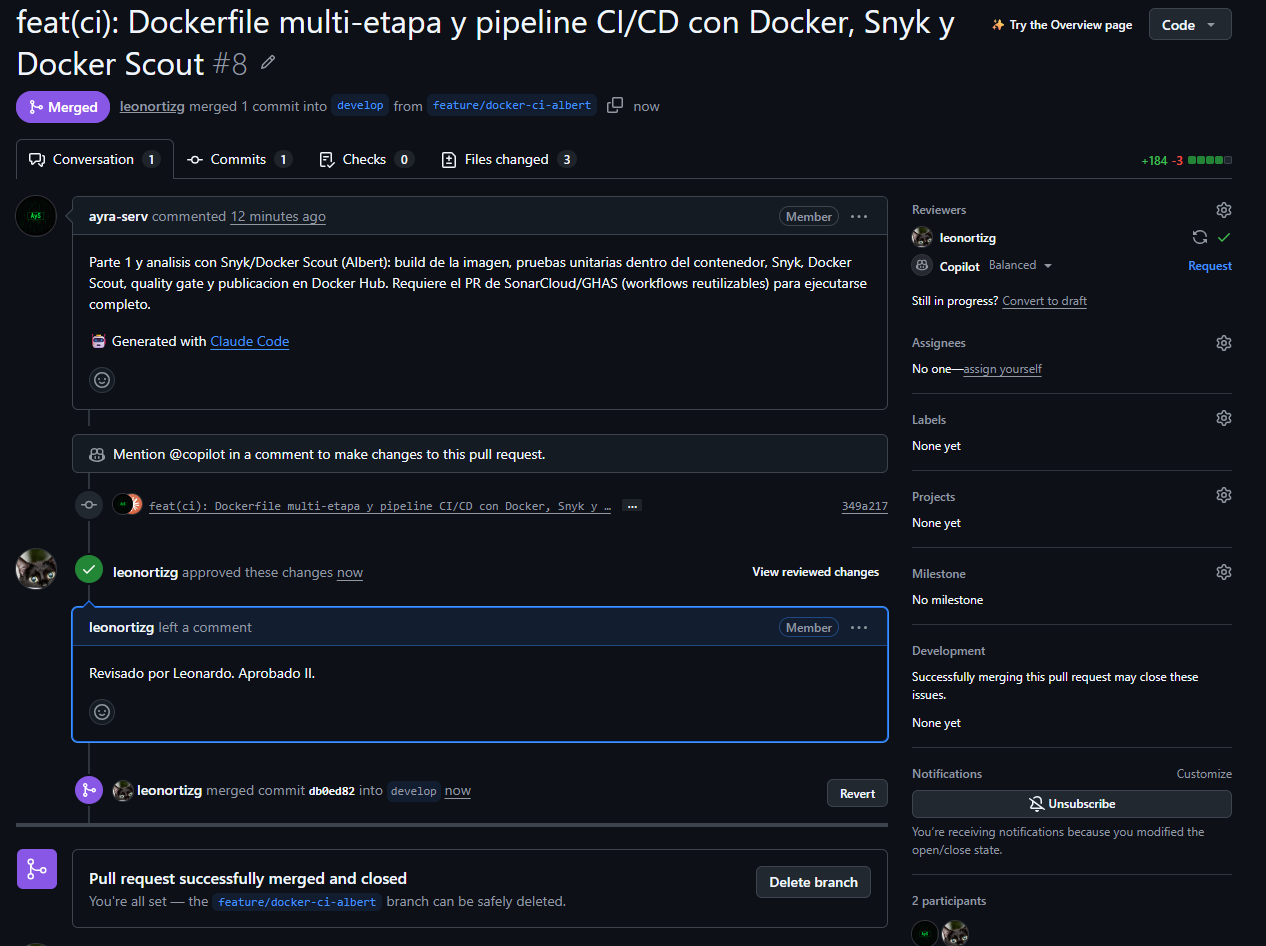 feat(ci): Dockerfile multi-etapa y pipeline CI/CD con Docker, Snyk y
Docker Scout #8
Try the Overview page
Code
Merged
leonortizg merged 1 commit into develop from feature/docker-ci-albert now
Conversation 1
Commits 1
Checks 0
Files changed 3
+184 -3
ayra-serv commented 12 minutes ago
Member
Parte 1 y analisis con Snyk/Docker Scout (Albert): build de la imagen, pruebas unitarias dentro del contenedor, Snyk, Docker
Scout, quality gate y publicacion en Docker Hub. Requiere el PR de SonarCloud/GHAS (workflows reutilizables) para ejecutarse
completo.
Generated with Claude Code
Mention @copilot in a comment to make changes to this pull request.
feat(ci): Dockerfile multi-etapa y pipeline CI/CD con Docker, Snyk y …
...
349a217
leonortizg approved these changes now
View reviewed changes
leonortizg left a comment
Member
Revisado por Leonardo. Aprobado II.
leonortizg merged commit db0ed82 into develop now
Revert
Pull request successfully merged and closed
You're all set — the feature/docker-ci-albert branch can be safely deleted.
Delete branch
Reviewers
leonortizg
Copilot Balanced
Request
Still in progress? Convert to draft
Assignees
No one—assign yourself
Labels
None yet
Projects
None yet
Milestone
No milestone
Development
Successfully merging this pull request may close these
issues.
None yet
Notifications
Customize
Unsubscribe
You're receiving notifications because you modified the
open/close state.
2 participants